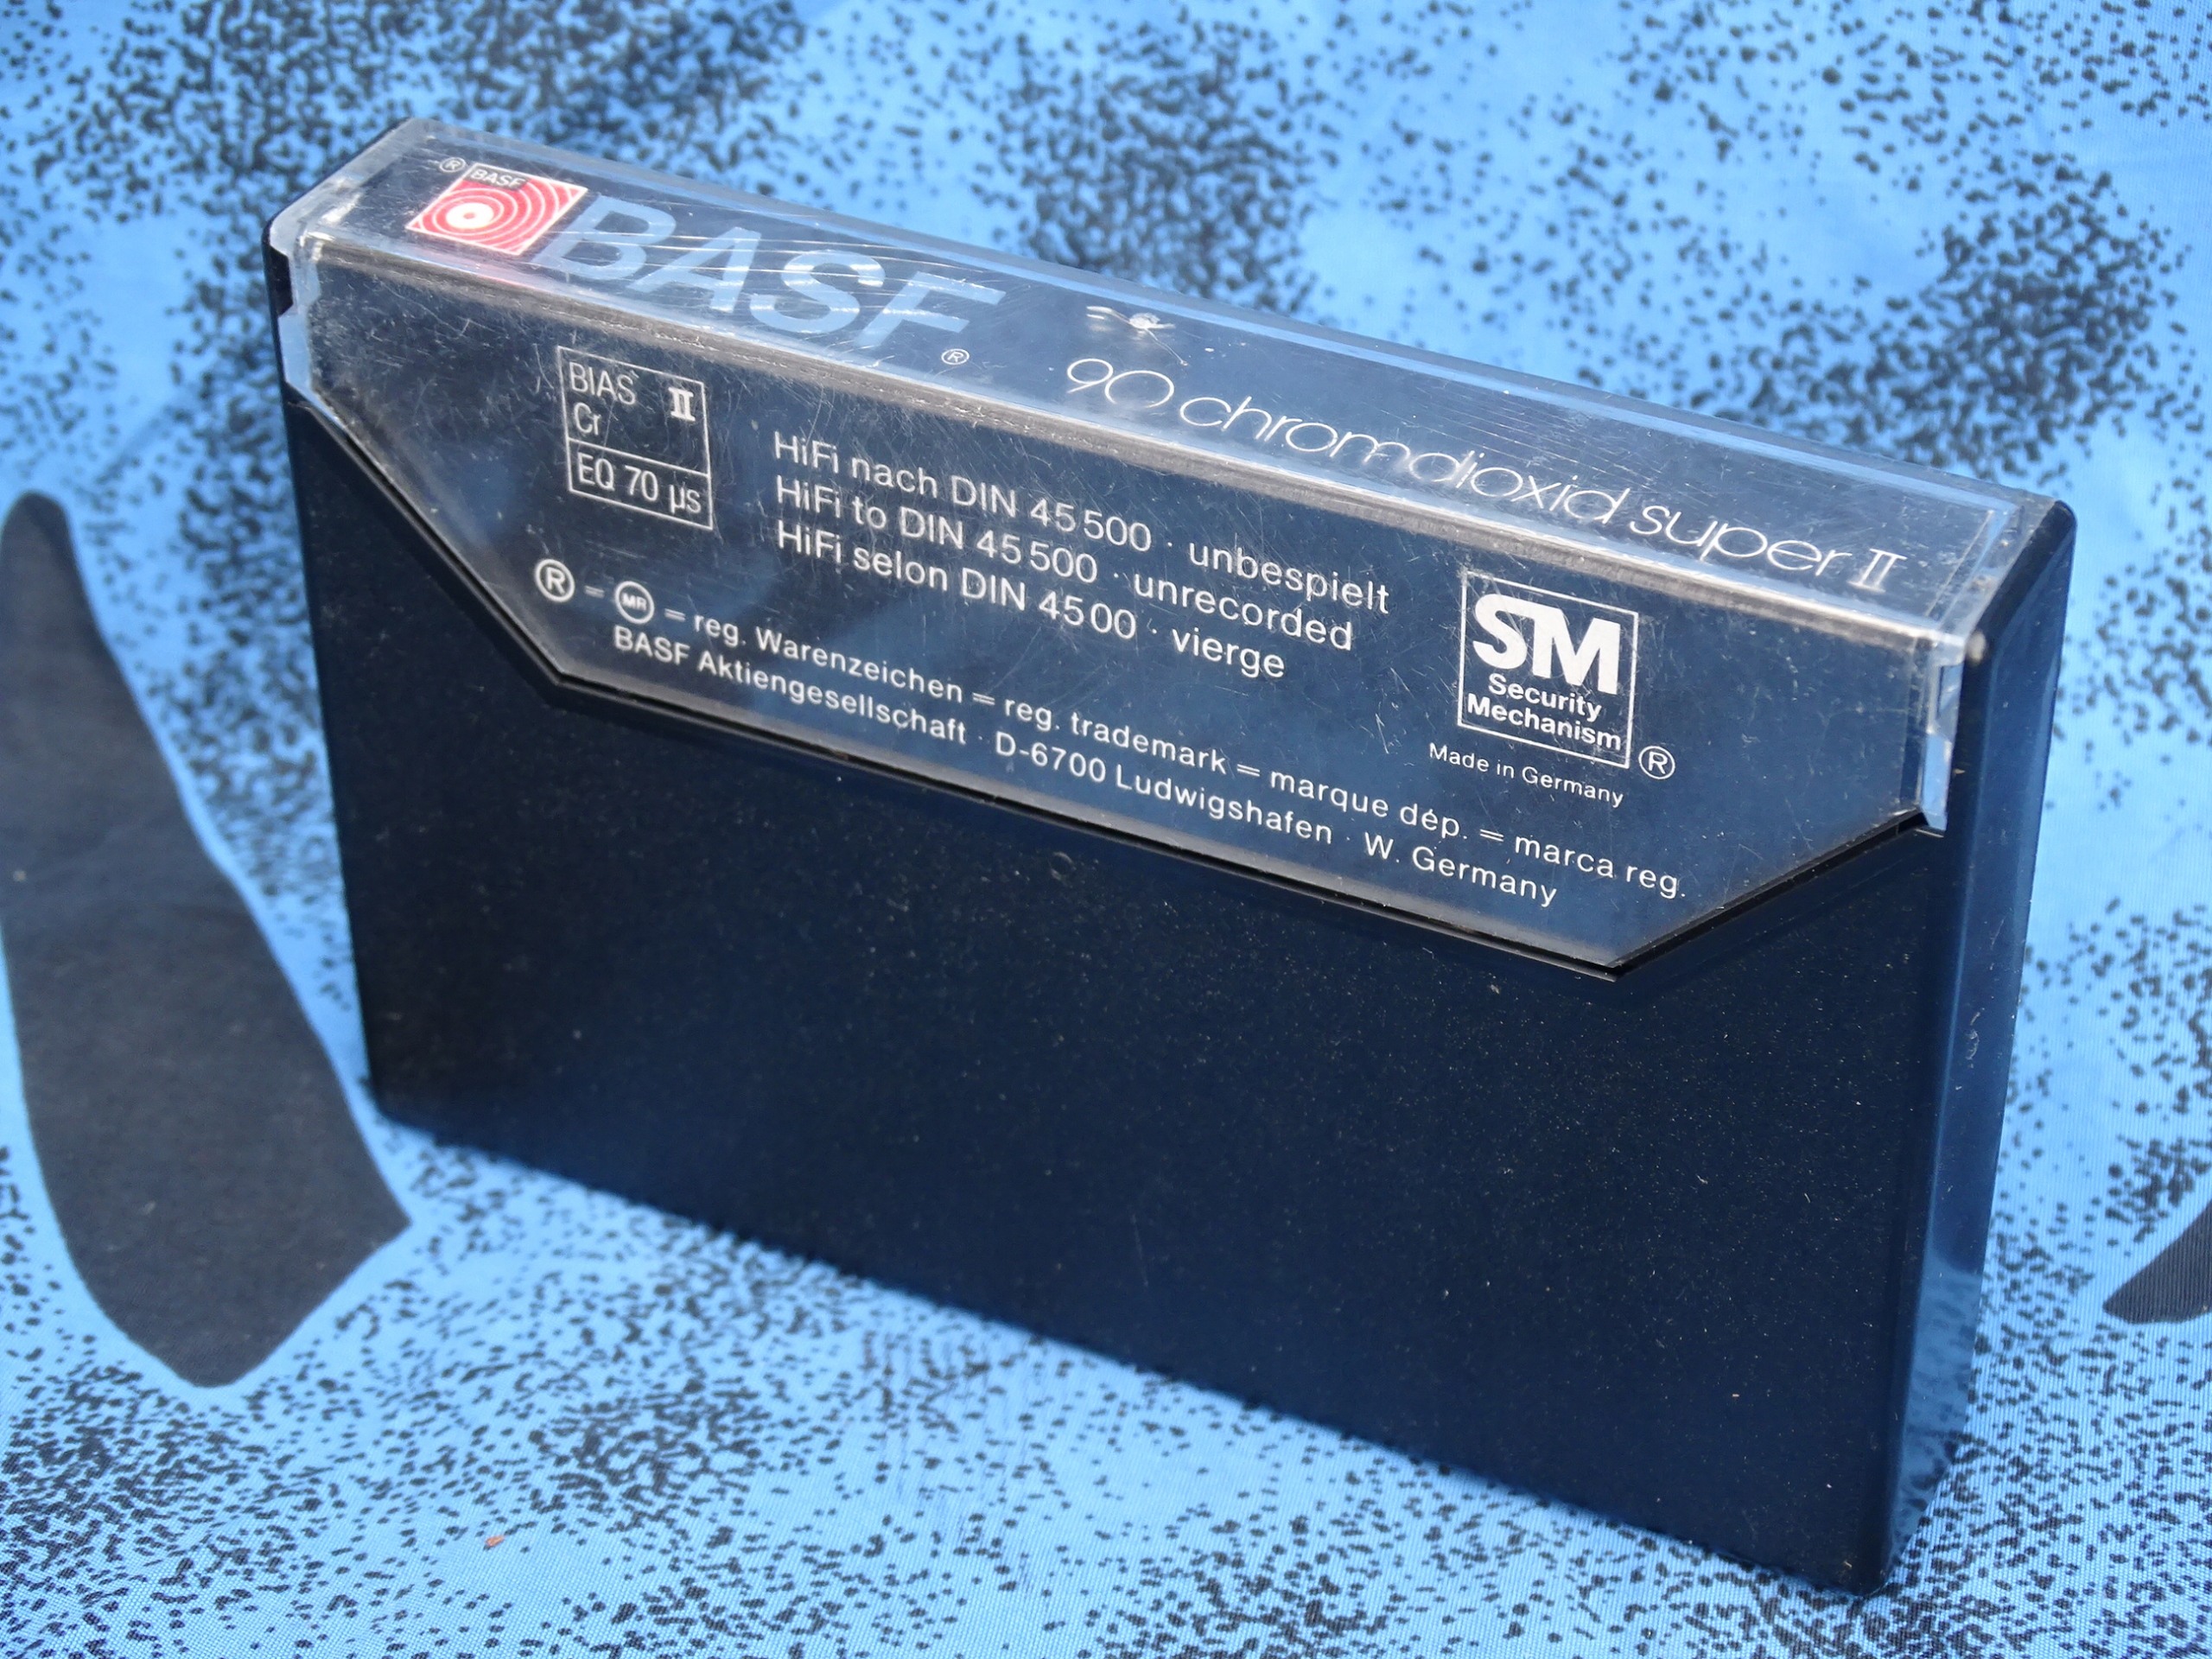 ® BASF
BASF ®
90 chromdioxid super II
BIAS II
Cr
EQ 70 µs
HiFi nach DIN 45 500 · unbespielt
HiFi to DIN 45 500 · unrecorded
HiFi selon DIN 45 00 · vierge
® = MR = reg. Warenzeichen = reg. trademark = marque dép. = marca reg.
BASF Aktiengesellschaft · D-6700 Ludwigshafen · W. Germany
SM
Security
Mechanism ®
Made in Germany